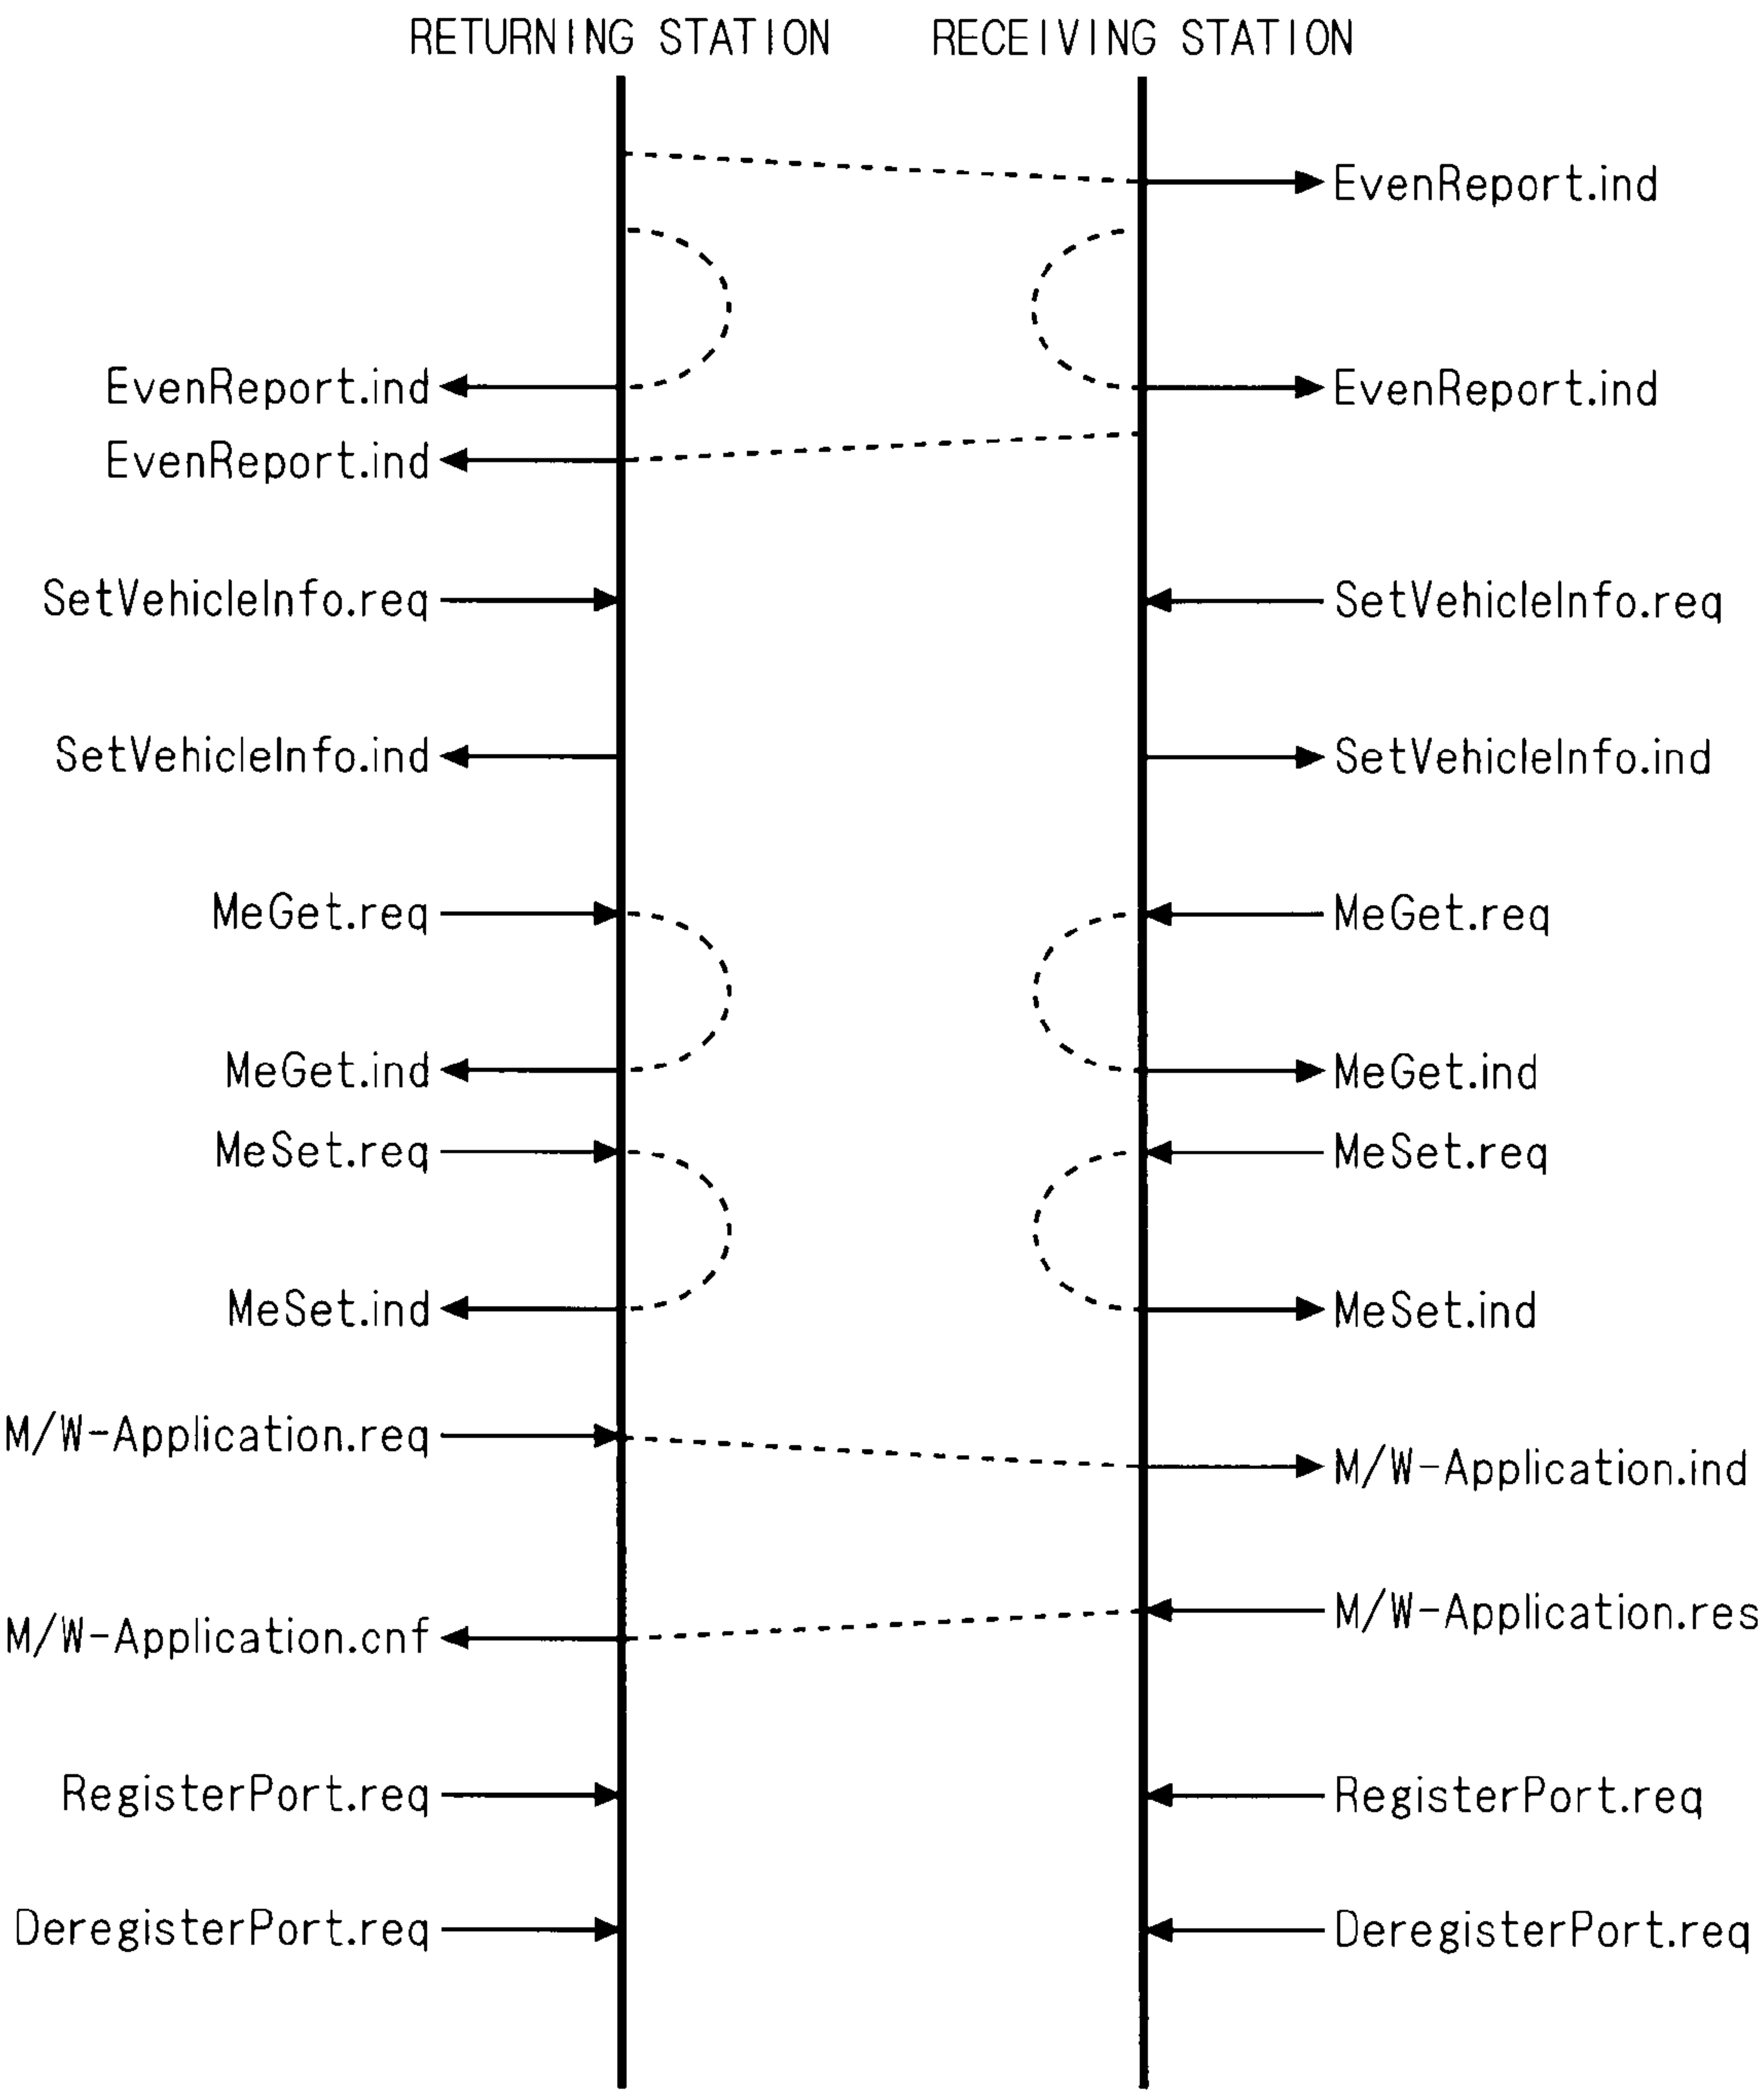 RETURNING STATION RECEIVING STATION
EvenReport.ind
EvenReport.ind EvenReport.ind
EvenReport.ind
SetVehicleInfo.req SetVehicleInfo.req
SetVehicleInfo.ind SetVehicleInfo.ind
MeGet.req MeGet.req
MeGet.ind MeGet.ind
MeSet.req MeSet.req
MeSet.ind MeSet.ind
M/W-Application.req M/W-Application.ind
M/W-Application.cnf M/W-Application.res
RegisterPort.req RegisterPort.req
DeregisterPort.req DeregisterPort.req